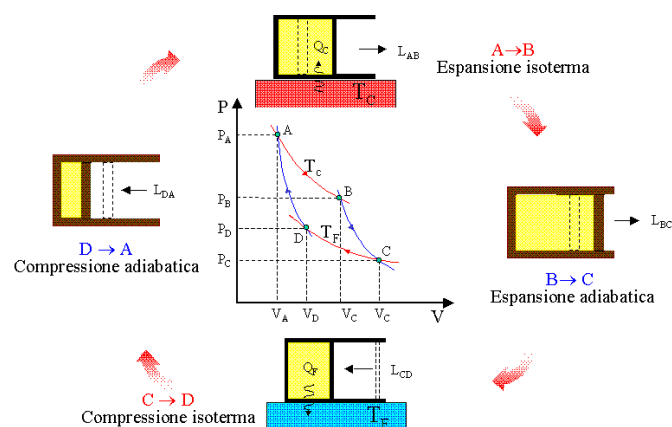 Q_C
L_AB
A→B
Espansione isoterma
T_C
P
P_A
A
T_c
P_B
B
P_D
D
T_F
P_C
C
V_A
V_D
V_C
V_C
V
L_DA
D → A
Compressione adiabatica
L_BC
B → C
Espansione adiabatica
Q_F
L_CD
C → D
Compressione isoterma
T_F